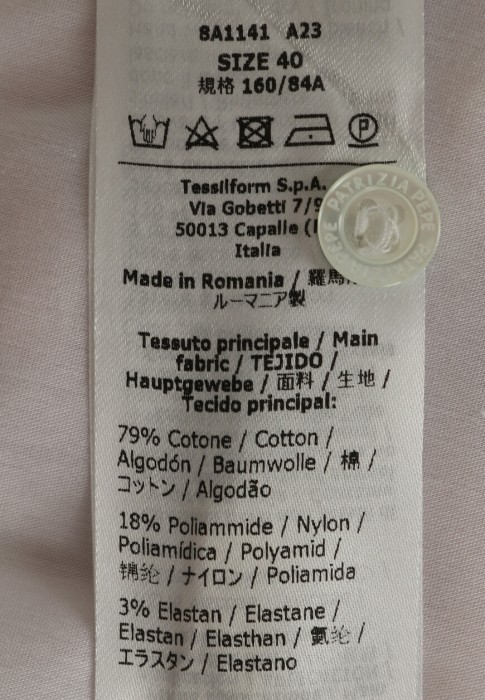 8A1141 A23
SIZE 40
規格 160/84A
Tessilform S.p.A.
Via Gobetti 7/9
50013 Capalle
Italia
Made in Romania / 羅馬
ルーマニア製
Tessuto principale / Main
fabric / TEJIDO /
Hauptgewebe / 面料 / 生地 /
Tecido principal:
79% Cotone / Cotton /
Algodón / Baumwolle / 棉 /
コットン / Algodão
18% Poliammide / Nylon /
Poliamídica / Polyamid /
锦纶 / ナイロン / Poliamida
3% Elastan / Elastane /
Elastan / Elasthan / 氨纶 /
エラスタン / Elastano
PATRIZIA PEPE